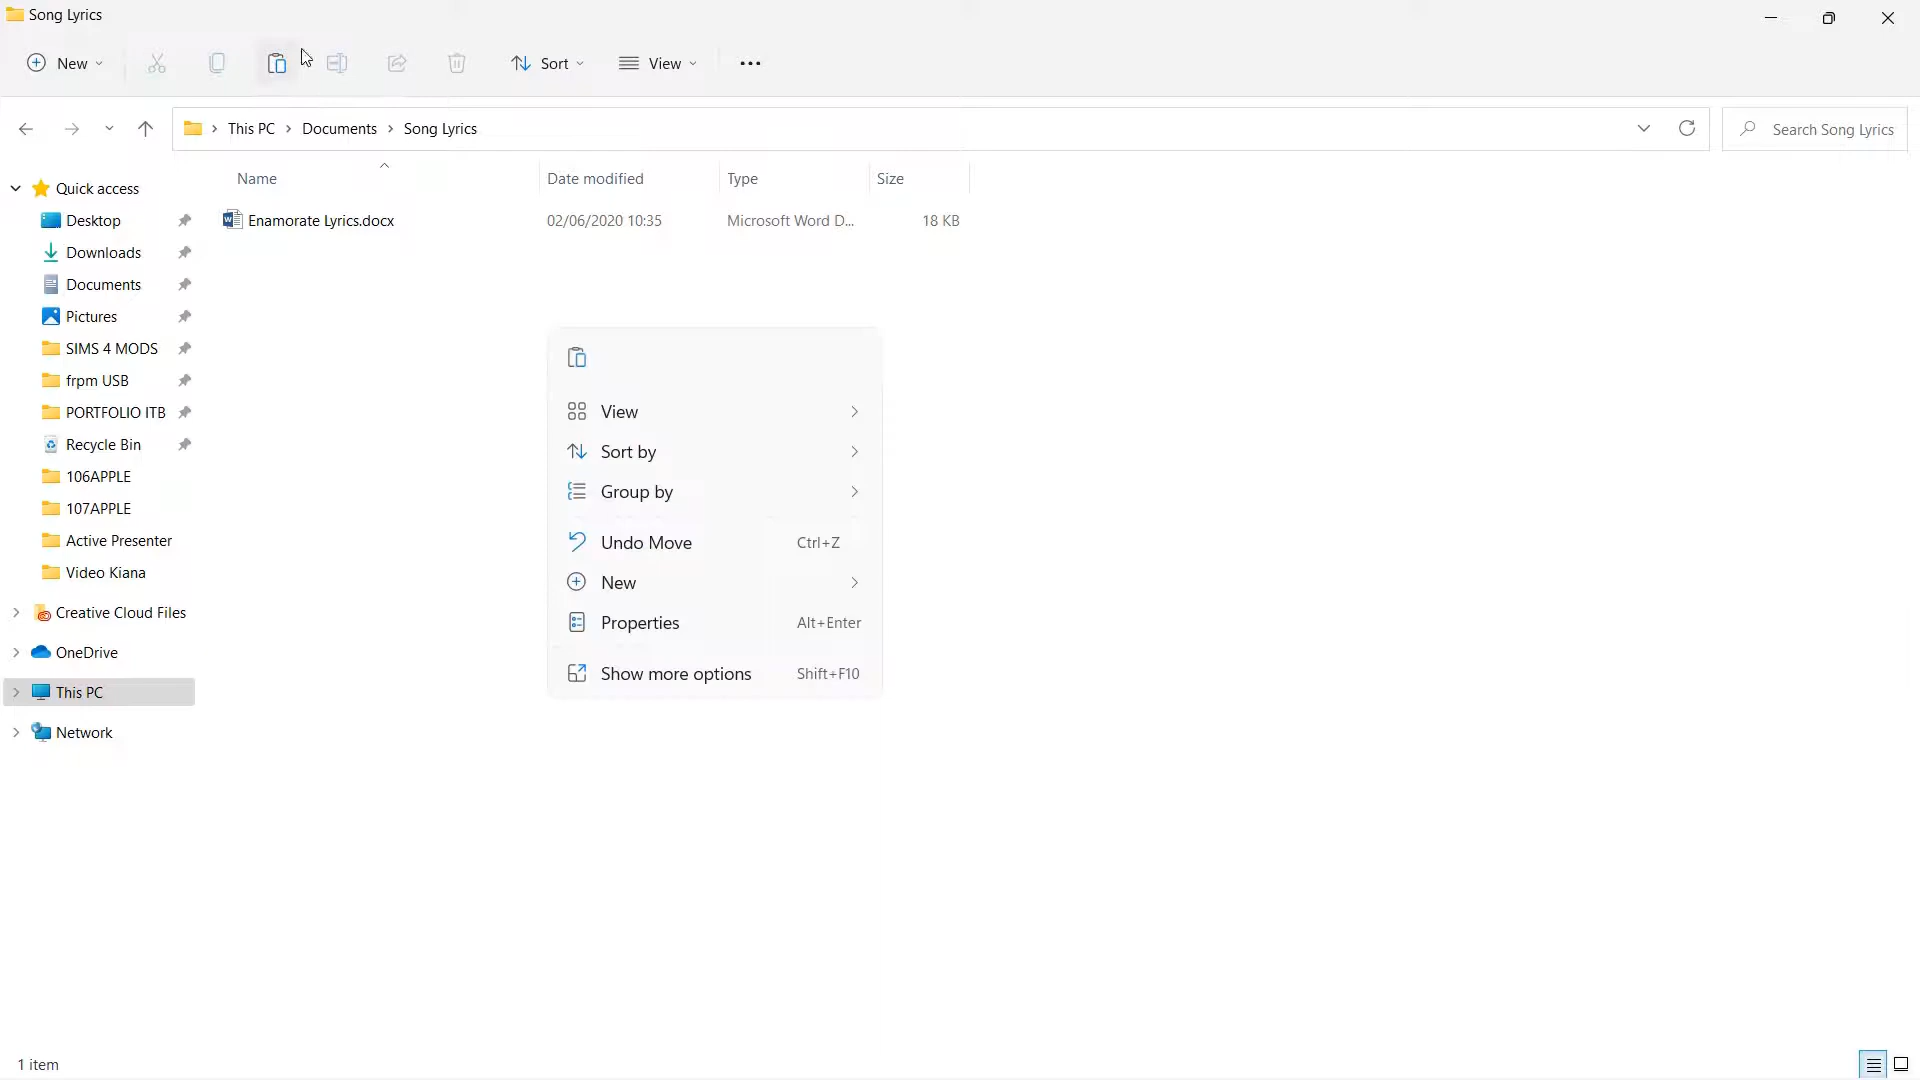 Song Lyrics
New
Sort
View
This PC
Documents
Song Lyrics
Search Song Lyrics
Name
Date modified
Type
Size
Enamorate Lyrics.docx
02/06/2020 10:35
Microsoft Word D...
18 KB
Quick access
Desktop
Downloads
Documents
Pictures
SIMS 4 MODS
frpm USB
PORTFOLIO ITB
Recycle Bin
106APPLE
107APPLE
Active Presenter
Video Kiana
Creative Cloud Files
OneDrive
This PC
Network
View
Sort by
Group by
Undo Move Ctrl+Z
New
Properties Alt+Enter
Show more options Shift+F10
1 item